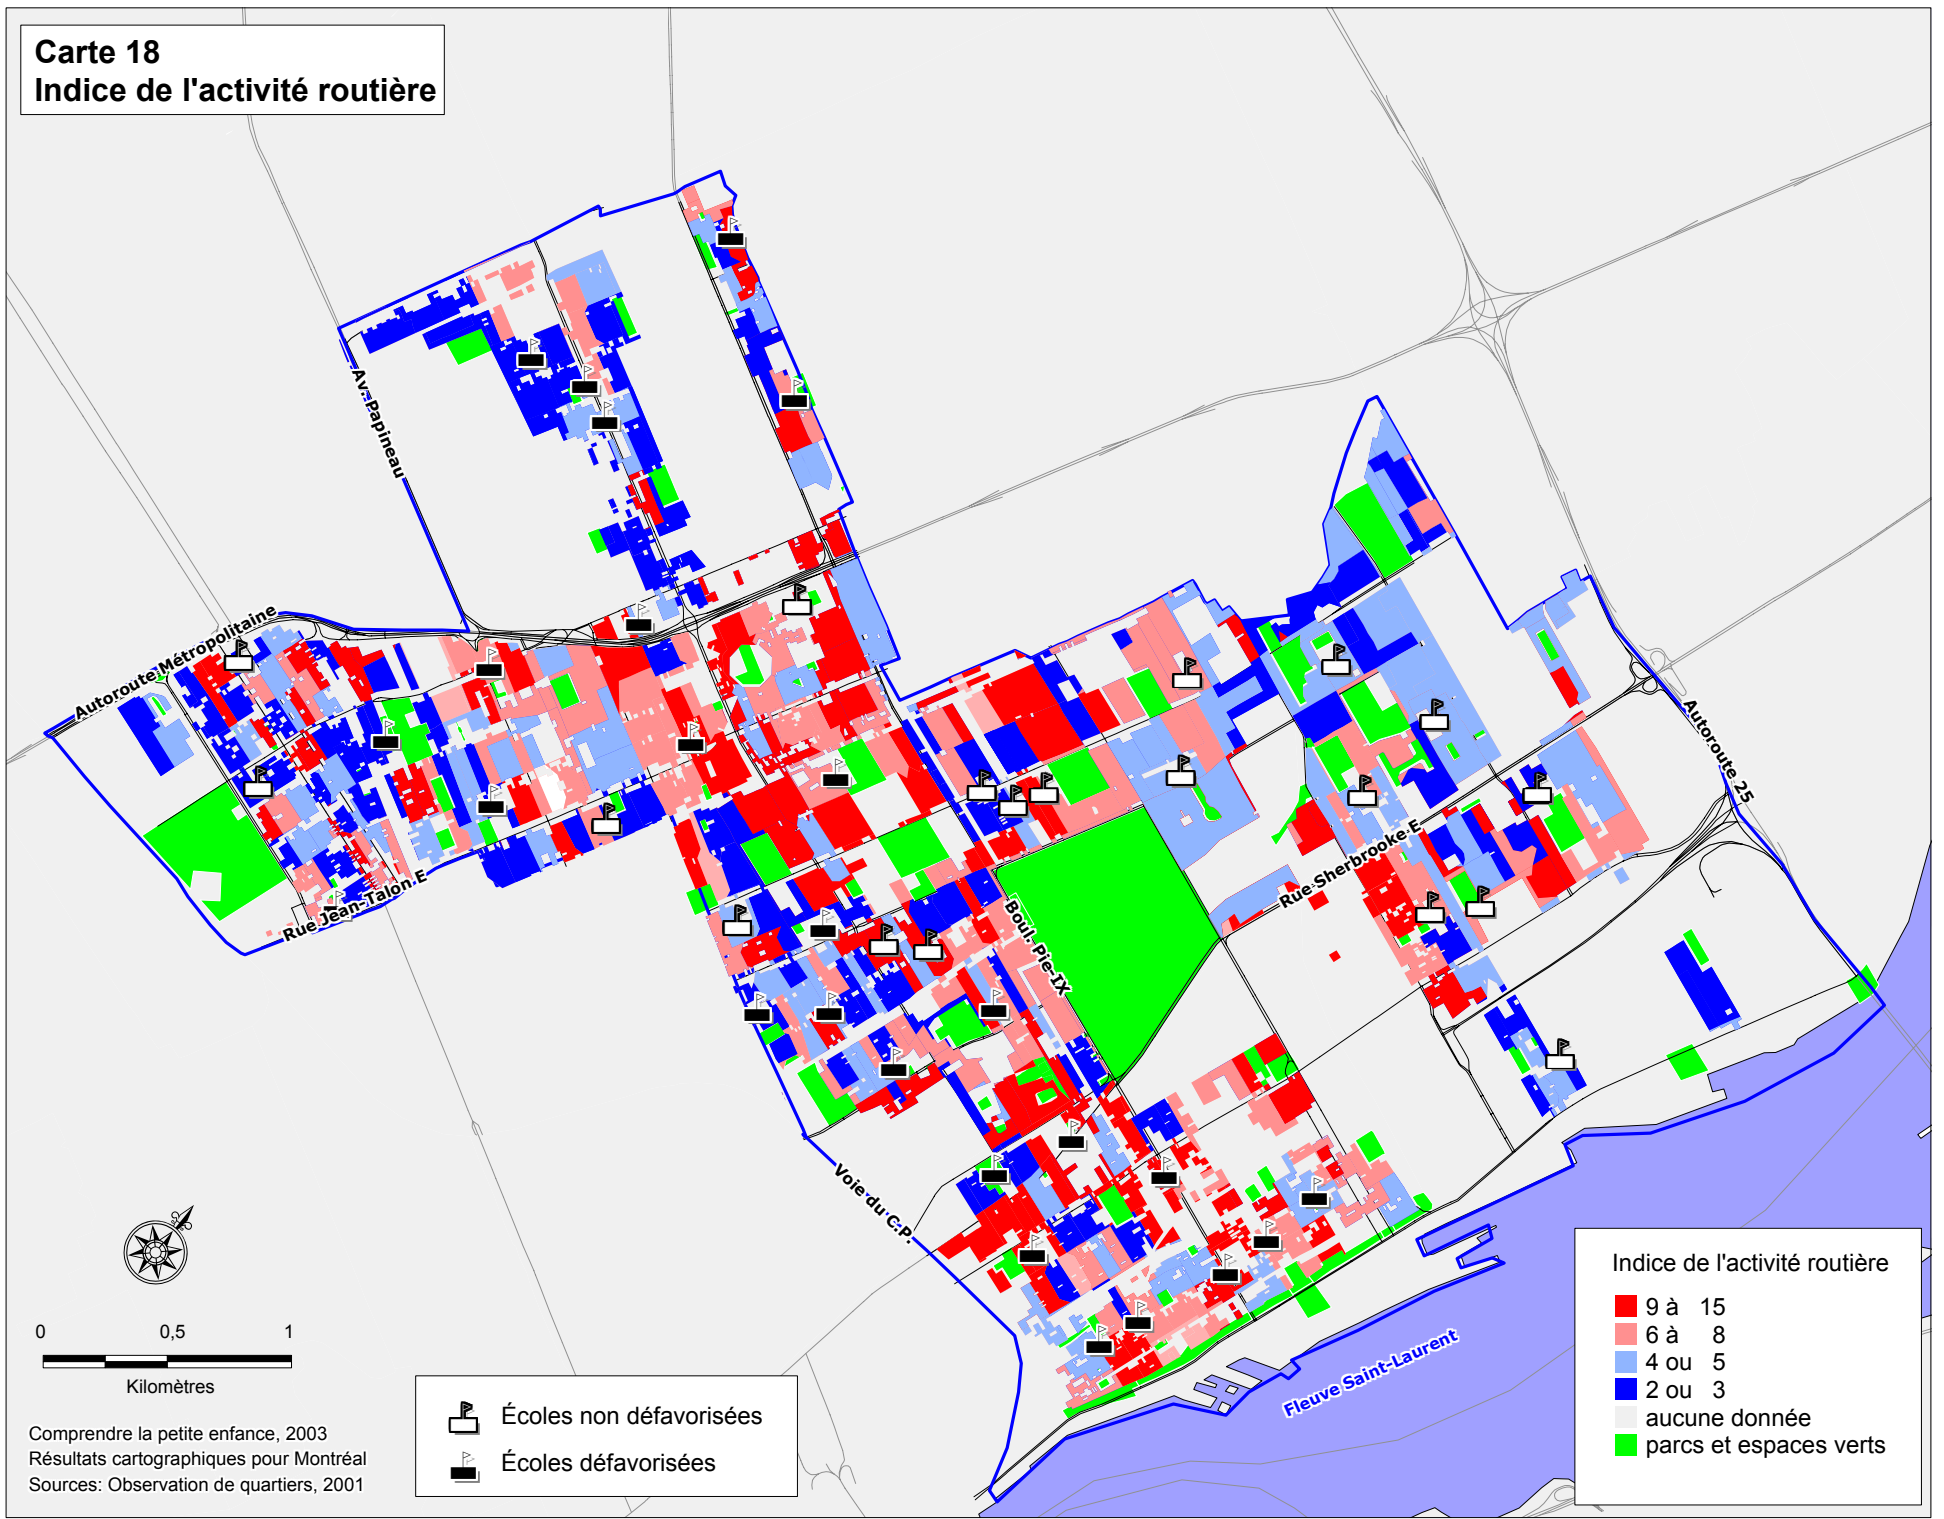 Carte 18
Indice de l'activité routière
Av. Papineau
Autoroute Métropolitaine
Rue Jean-Talon E
Boul. Pie-IX
Rue Sherbrooke E
Autoroute 25
Voie du C.P.
Fleuve Saint-Laurent
0 0,5 1
Kilomètres
Comprendre la petite enfance, 2003
Résultats cartographiques pour Montréal
Sources: Observation de quartiers, 2001
Écoles non défavorisées
Écoles défavorisées
Indice de l'activité routière
9 à 15
6 à 8
4 ou 5
2 ou 3
aucune donnée
parcs et espaces verts